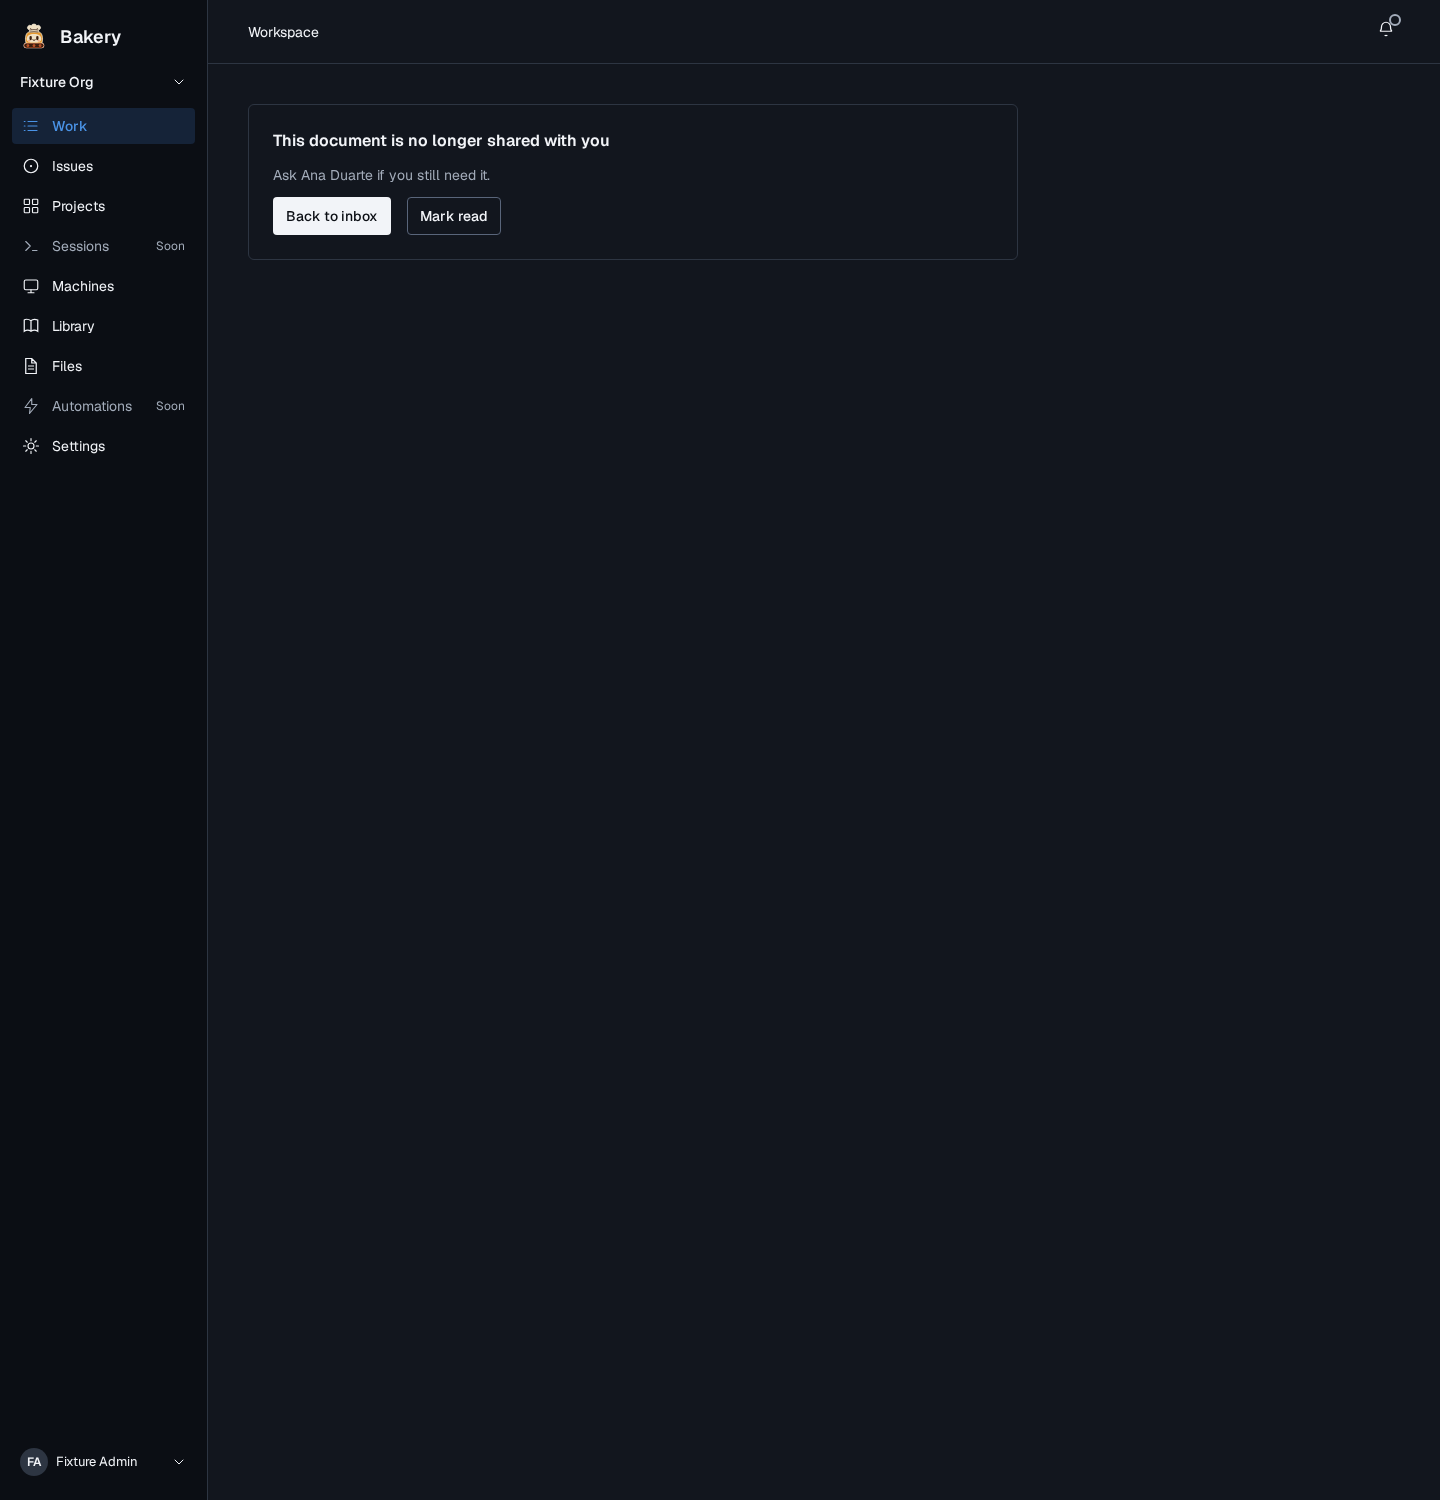 Bakery
Workspace
Fixture Org
Work
Issues
Projects
Sessions Soon
Machines
Library
Files
Automations Soon
Settings
This document is no longer shared with you
Ask Ana Duarte if you still need it.
Back to inbox Mark read
FA Fixture Admin